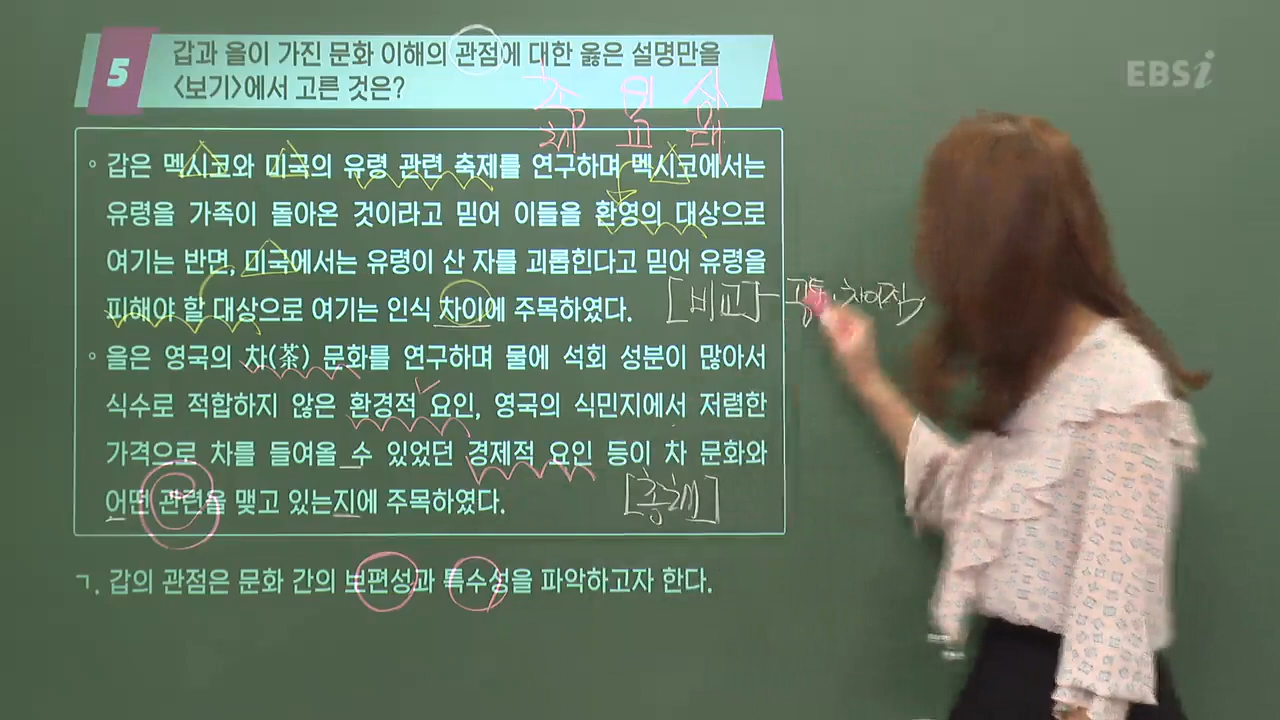 5
갑과 을이 가진 문화 이해의 관점에 대한 옳은 설명만을
<보기>에서 고른 것은?
EBSi
총 비 상
체 교 대
◦ 갑은 멕시코와 미국의 유령 관련 축제를 연구하며 멕시코에서는
유령을 가족이 돌아온 것이라고 믿어 이들을 환영의 대상으로
여기는 반면, 미국에서는 유령이 산 자를 괴롭힌다고 믿어 유령을
피해야 할 대상으로 여기는 인식 차이에 주목하였다.
[비교] - 공통, 차이점
◦ 을은 영국의 차(茶) 문화를 연구하며 물에 석회 성분이 많아서
식수로 적합하지 않은 환경적 요인, 영국의 식민지에서 저렴한
가격으로 차를 들여올 수 있었던 경제적 요인 등이 차 문화와
어떤 관련을 맺고 있는지에 주목하였다.
[총체]
ㄱ. 갑의 관점은 문화 간의 보편성과 특수성을 파악하고자 한다.